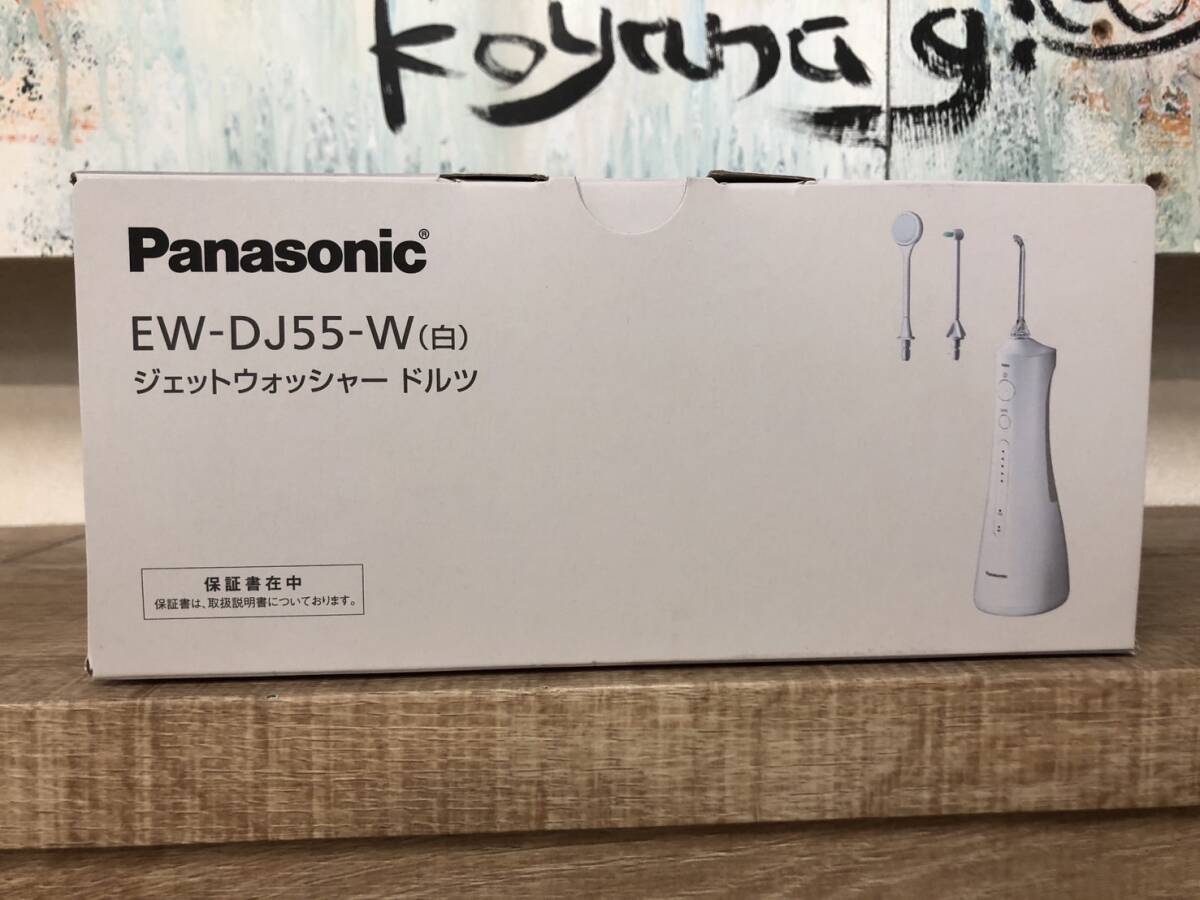 Koyanagi
Panasonic®
EW-DJ55-W(白)
ジェットウォッシャー ドルツ
保証書在中
保証書は、取扱説明書についております。
Panasonic